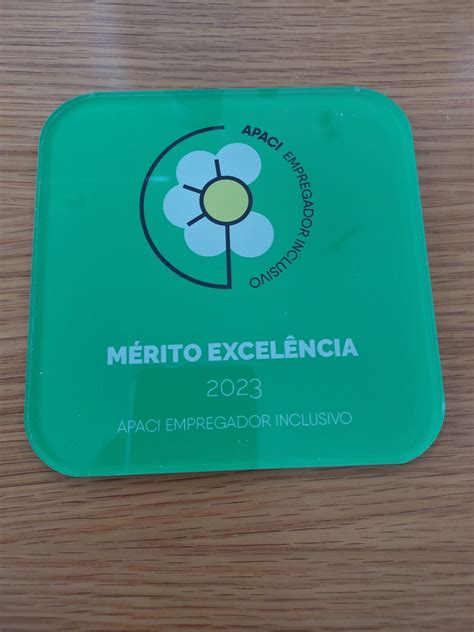 APACI EMPREGADOR INCLUSIVO
MÉRITO EXCELÊNCIA
2023
APACI EMPREGADOR INCLUSIVO